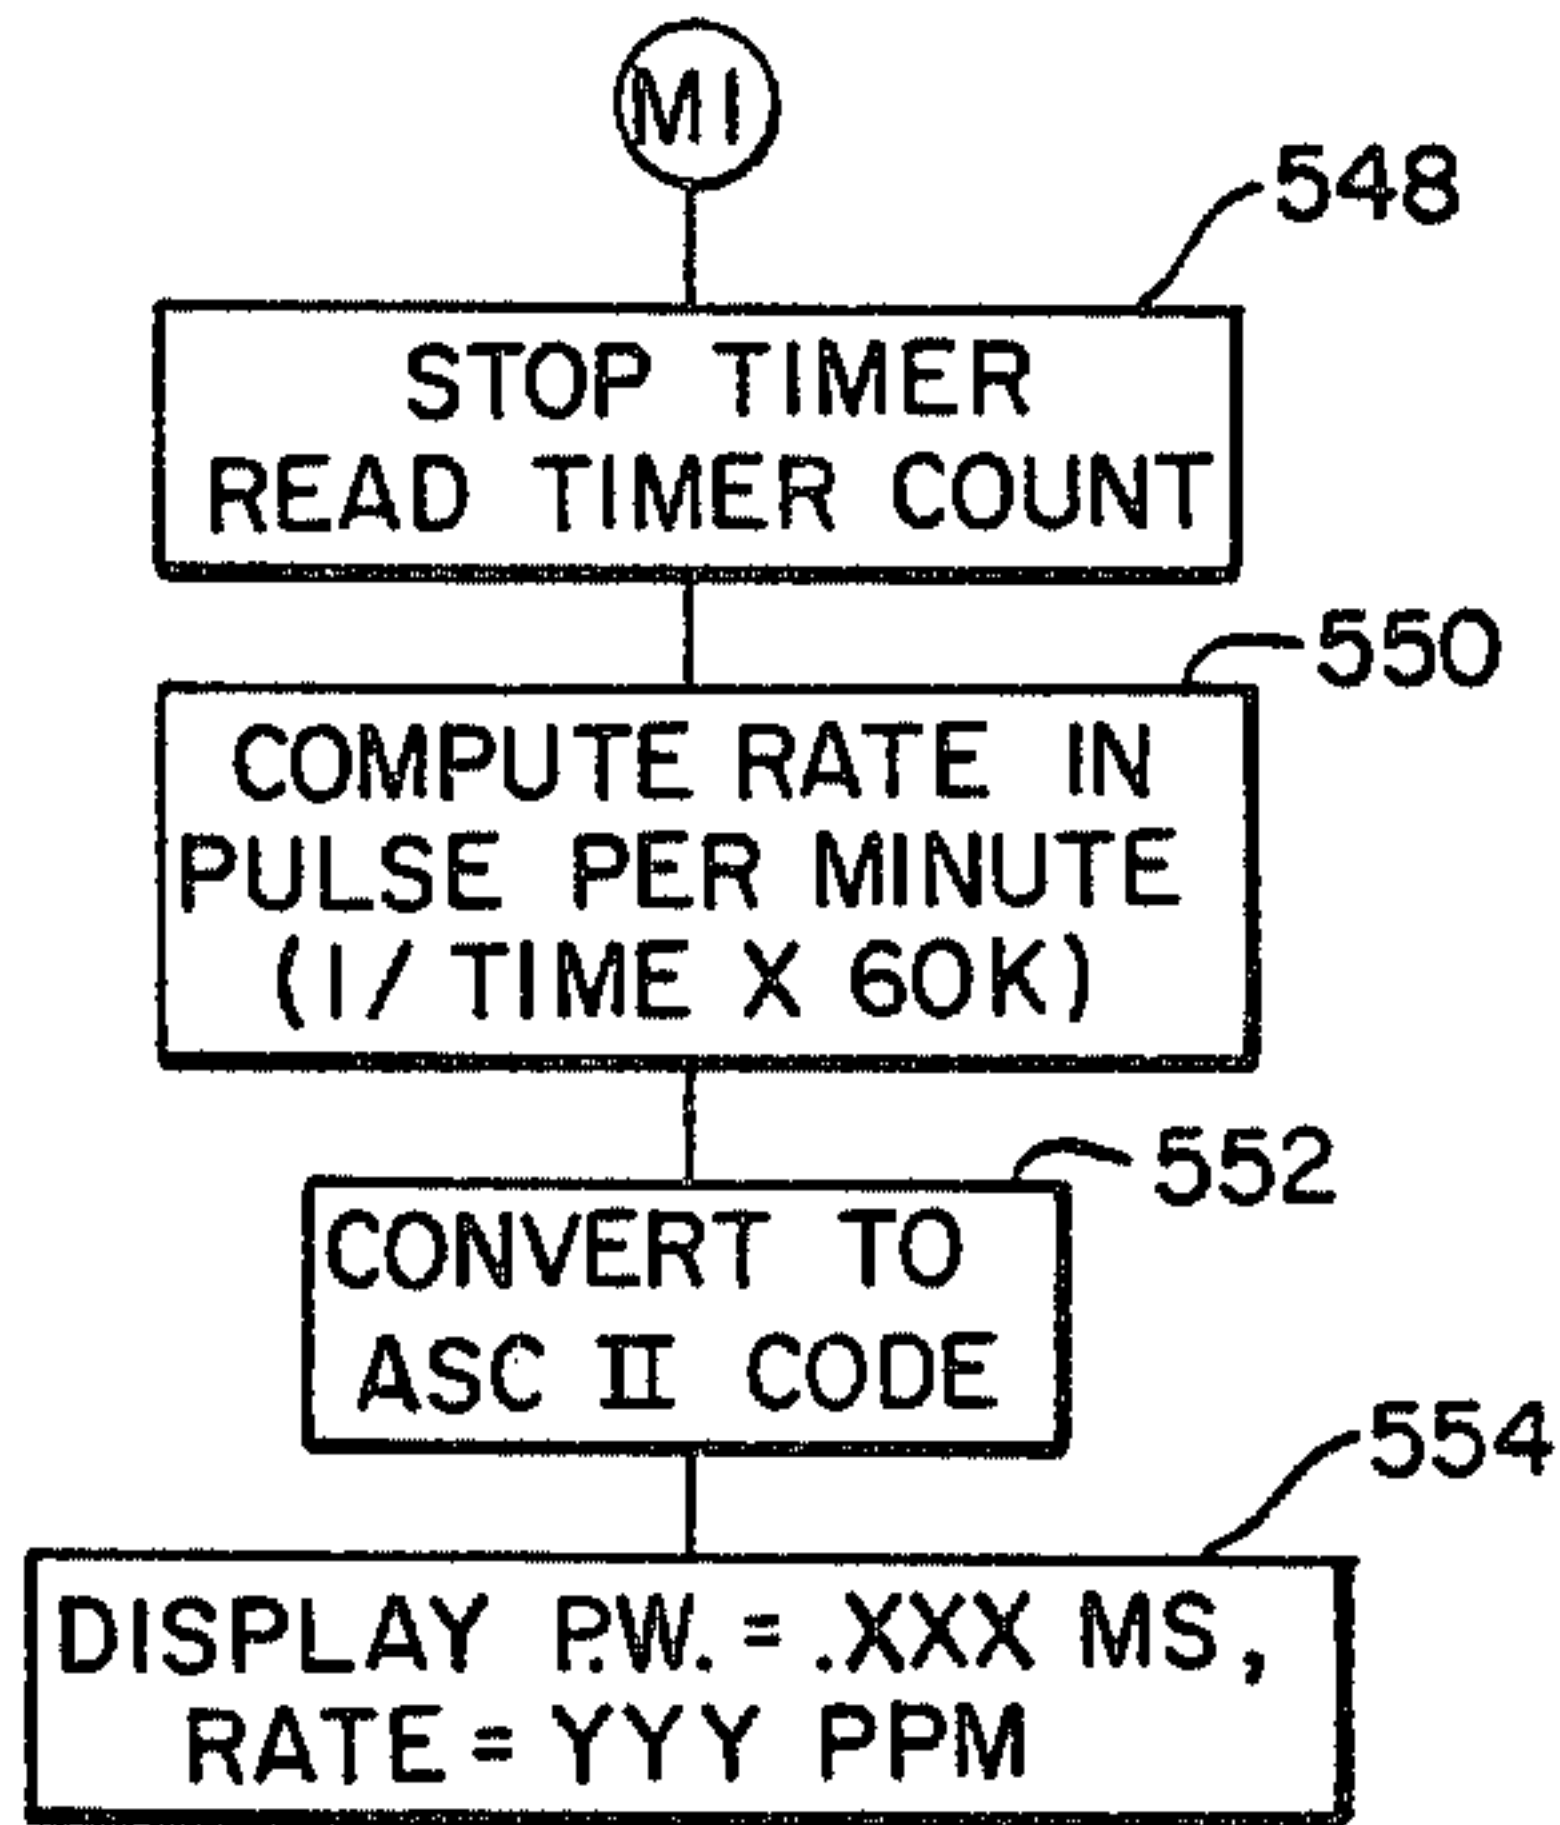 M1
548
STOP TIMER
READ TIMER COUNT
550
COMPUTE RATE IN
PULSE PER MINUTE
(1/ TIME X 60K)
552
CONVERT TO
ASC II CODE
554
DISPLAY P.W. = .XXX MS,
RATE = YYY PPM